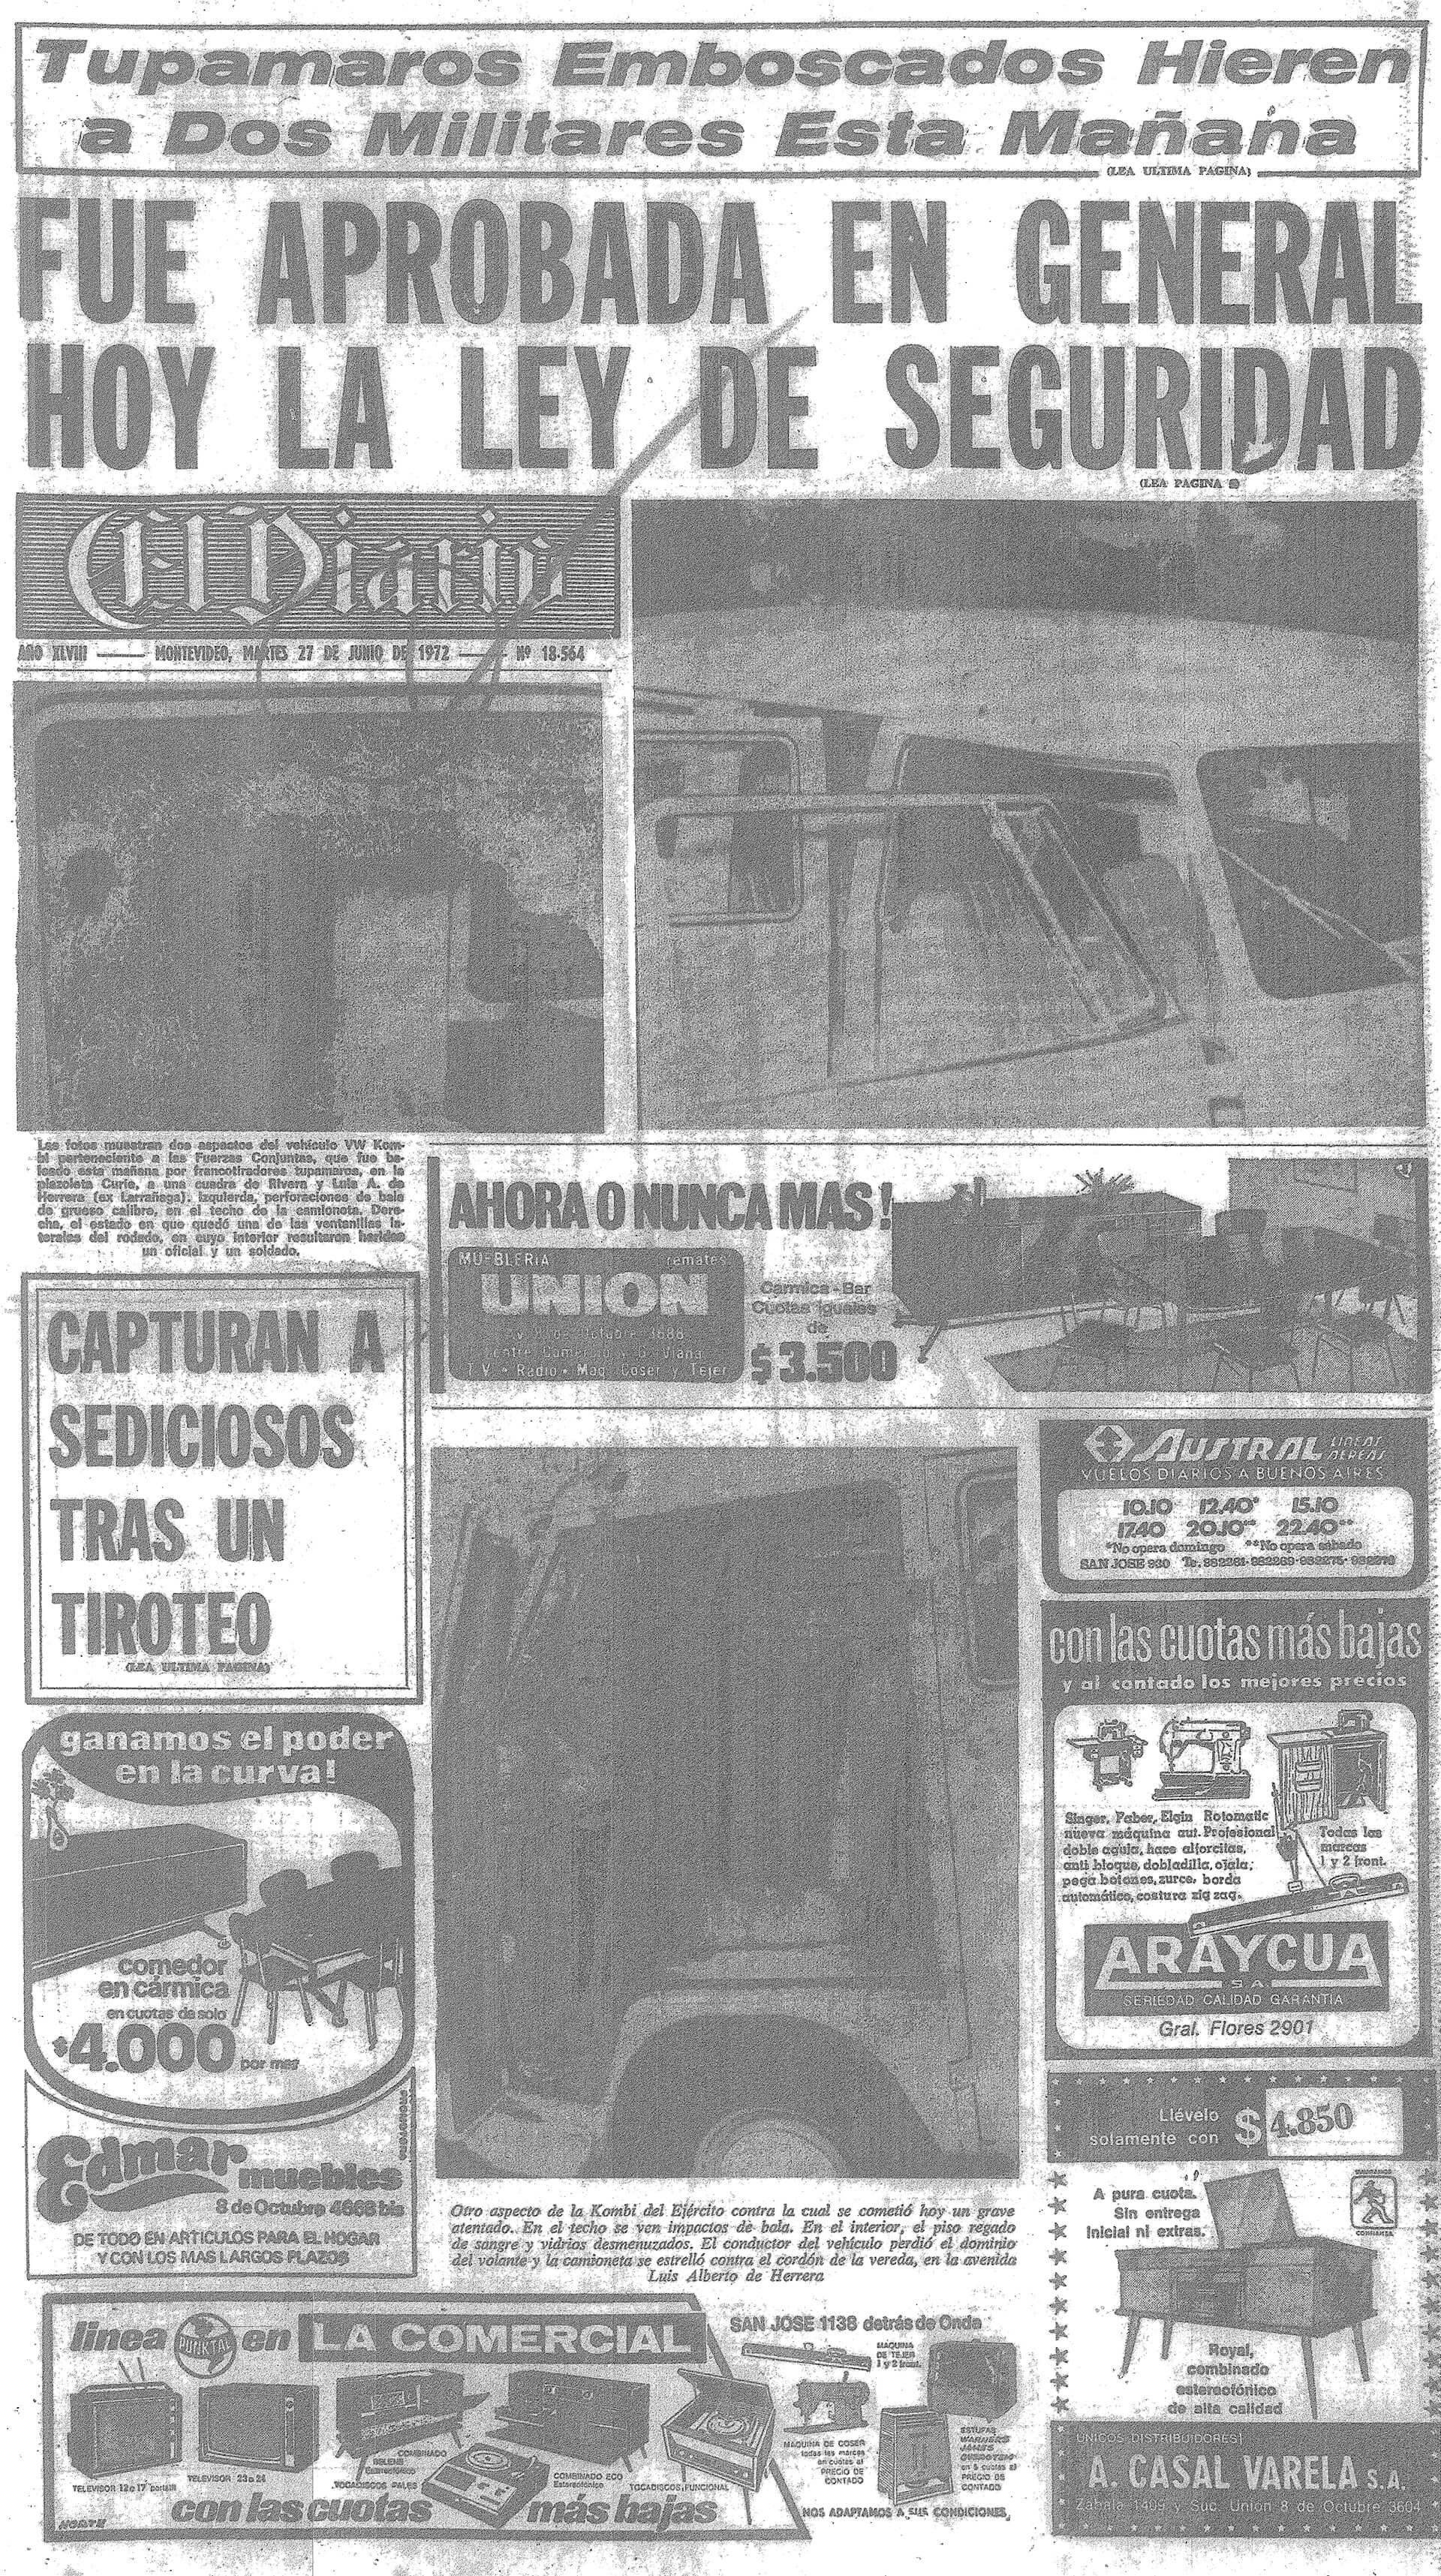 Tupamaros Emboscados Hieren
a Dos Militares Esta Mañana
(LEA ULTIMA PAGINA)
FUE APROBADA EN GENERAL
HOY LA LEY DE SEGURIDAD
(LEA PAGINA
El Diario
AÑO XLVIII — MONTEVIDEO, MARTES 27 DE JUNIO DE 1972 — Nº 18.564
Las fotos muestran dos aspectos del vehículo VW Kom-
bi perteneciente a las Fuerzas Conjuntas, que fue ba-
leado esta mañana por francotiradores tupamaros, en la
plazoleta Curie, a una cuadra de Rivera y Luis A. de
Herrera (ex Larrañaga). Izquierda, perforaciones de bala
de grueso calibre, en el techo de la camioneta. Dere-
cha, el estado en que quedó una de las ventanillas la-
terales del rodado, en cuyo interior resultaron heridos
un oficial y un soldado.
CAPTURAN A
SEDICIOSOS
TRAS UN
TIROTEO
(LEA ULTIMA PAGINA)
AHORA O NUNCA MAS!
MUEBLERIA remates
UNION
Av 8 de Octubre 3688
entre Comercio y G. Viana
T.V. • Radio • Maq Coser y Tejer
Carmica - Bar
Cuotas iguales
de
$3.500
AUSTRAL LINEAS
AEREAS
VUELOS DIARIOS A BUENOS AIRES
10.10 12.40* 15.10
17.40 20.10** 22.40**
*No opera domingo **No opera sábado
SAN JOSE 930
con las cuotas más bajas
y al contado los mejores precios
Singer, Faber, Elgin Rotomatic
nueva máquina aut. Profesional
doble aguja, hace alforcitas,
anti bloque, dobladilla, ojala;
pega botones, zurce, borda
automático, costura zig zag.
Todas las
marcas
1 y 2 front.
ARAYCUA
S.A.
SERIEDAD CALIDAD GARANTIA
Gral. Flores 2901
ganamos el poder
en la curva!
comedor
en cármica
en cuotas de solo
$4.000 por mes
Edmar
muebles
8 de Octubre 4668 bis
DE TODO EN ARTICULOS PARA EL HOGAR
Y CON LOS MAS LARGOS PLAZOS
Otro aspecto de la Kombi del Ejército contra la cual se cometió hoy un grave
atentado. En el techo se ven impactos de bala. En el interior, el piso regado
de sangre y vidrios desmenuzados. El conductor del vehículo perdió el dominio
del volante y la camioneta se estrelló contra el cordón de la vereda, en la avenida
Luis Alberto de Herrera
Llévelo
solamente con $ 4.850
A pura cuota.
Sin entrega
inicial ni extras.
CONFIANZA
Royal,
combinado
estereofónico
de alta calidad
UNICOS DISTRIBUIDORES
A. CASAL VARELA S.A.
Zabala 1409 y Suc. Unión 8 de Octubre 3604
linea PUNKTAL en LA COMERCIAL
SAN JOSE 1138 detrás de Onda
MAQUINA
DE TEJER
1 y 2 front.
TELEVISOR 12 o 17" portátil
TELEVISOR 23 o 24
COMBINADO
Estereofónico
TOCADISCOS PALES
COMBINADO ECO
Estereofónico
TOCADISCOS FUNCIONAL
MAQUINA DE COSER
todas las marcas
en cuotas al
PRECIO DE
CONTADO
ESTUFAS
WARNERS
JAMES
en 5 cuotas al
PRECIO DE
CONTADO
con las cuotas más bajas
NOS ADAPTAMOS A SUS CONDICIONES,
NORTE